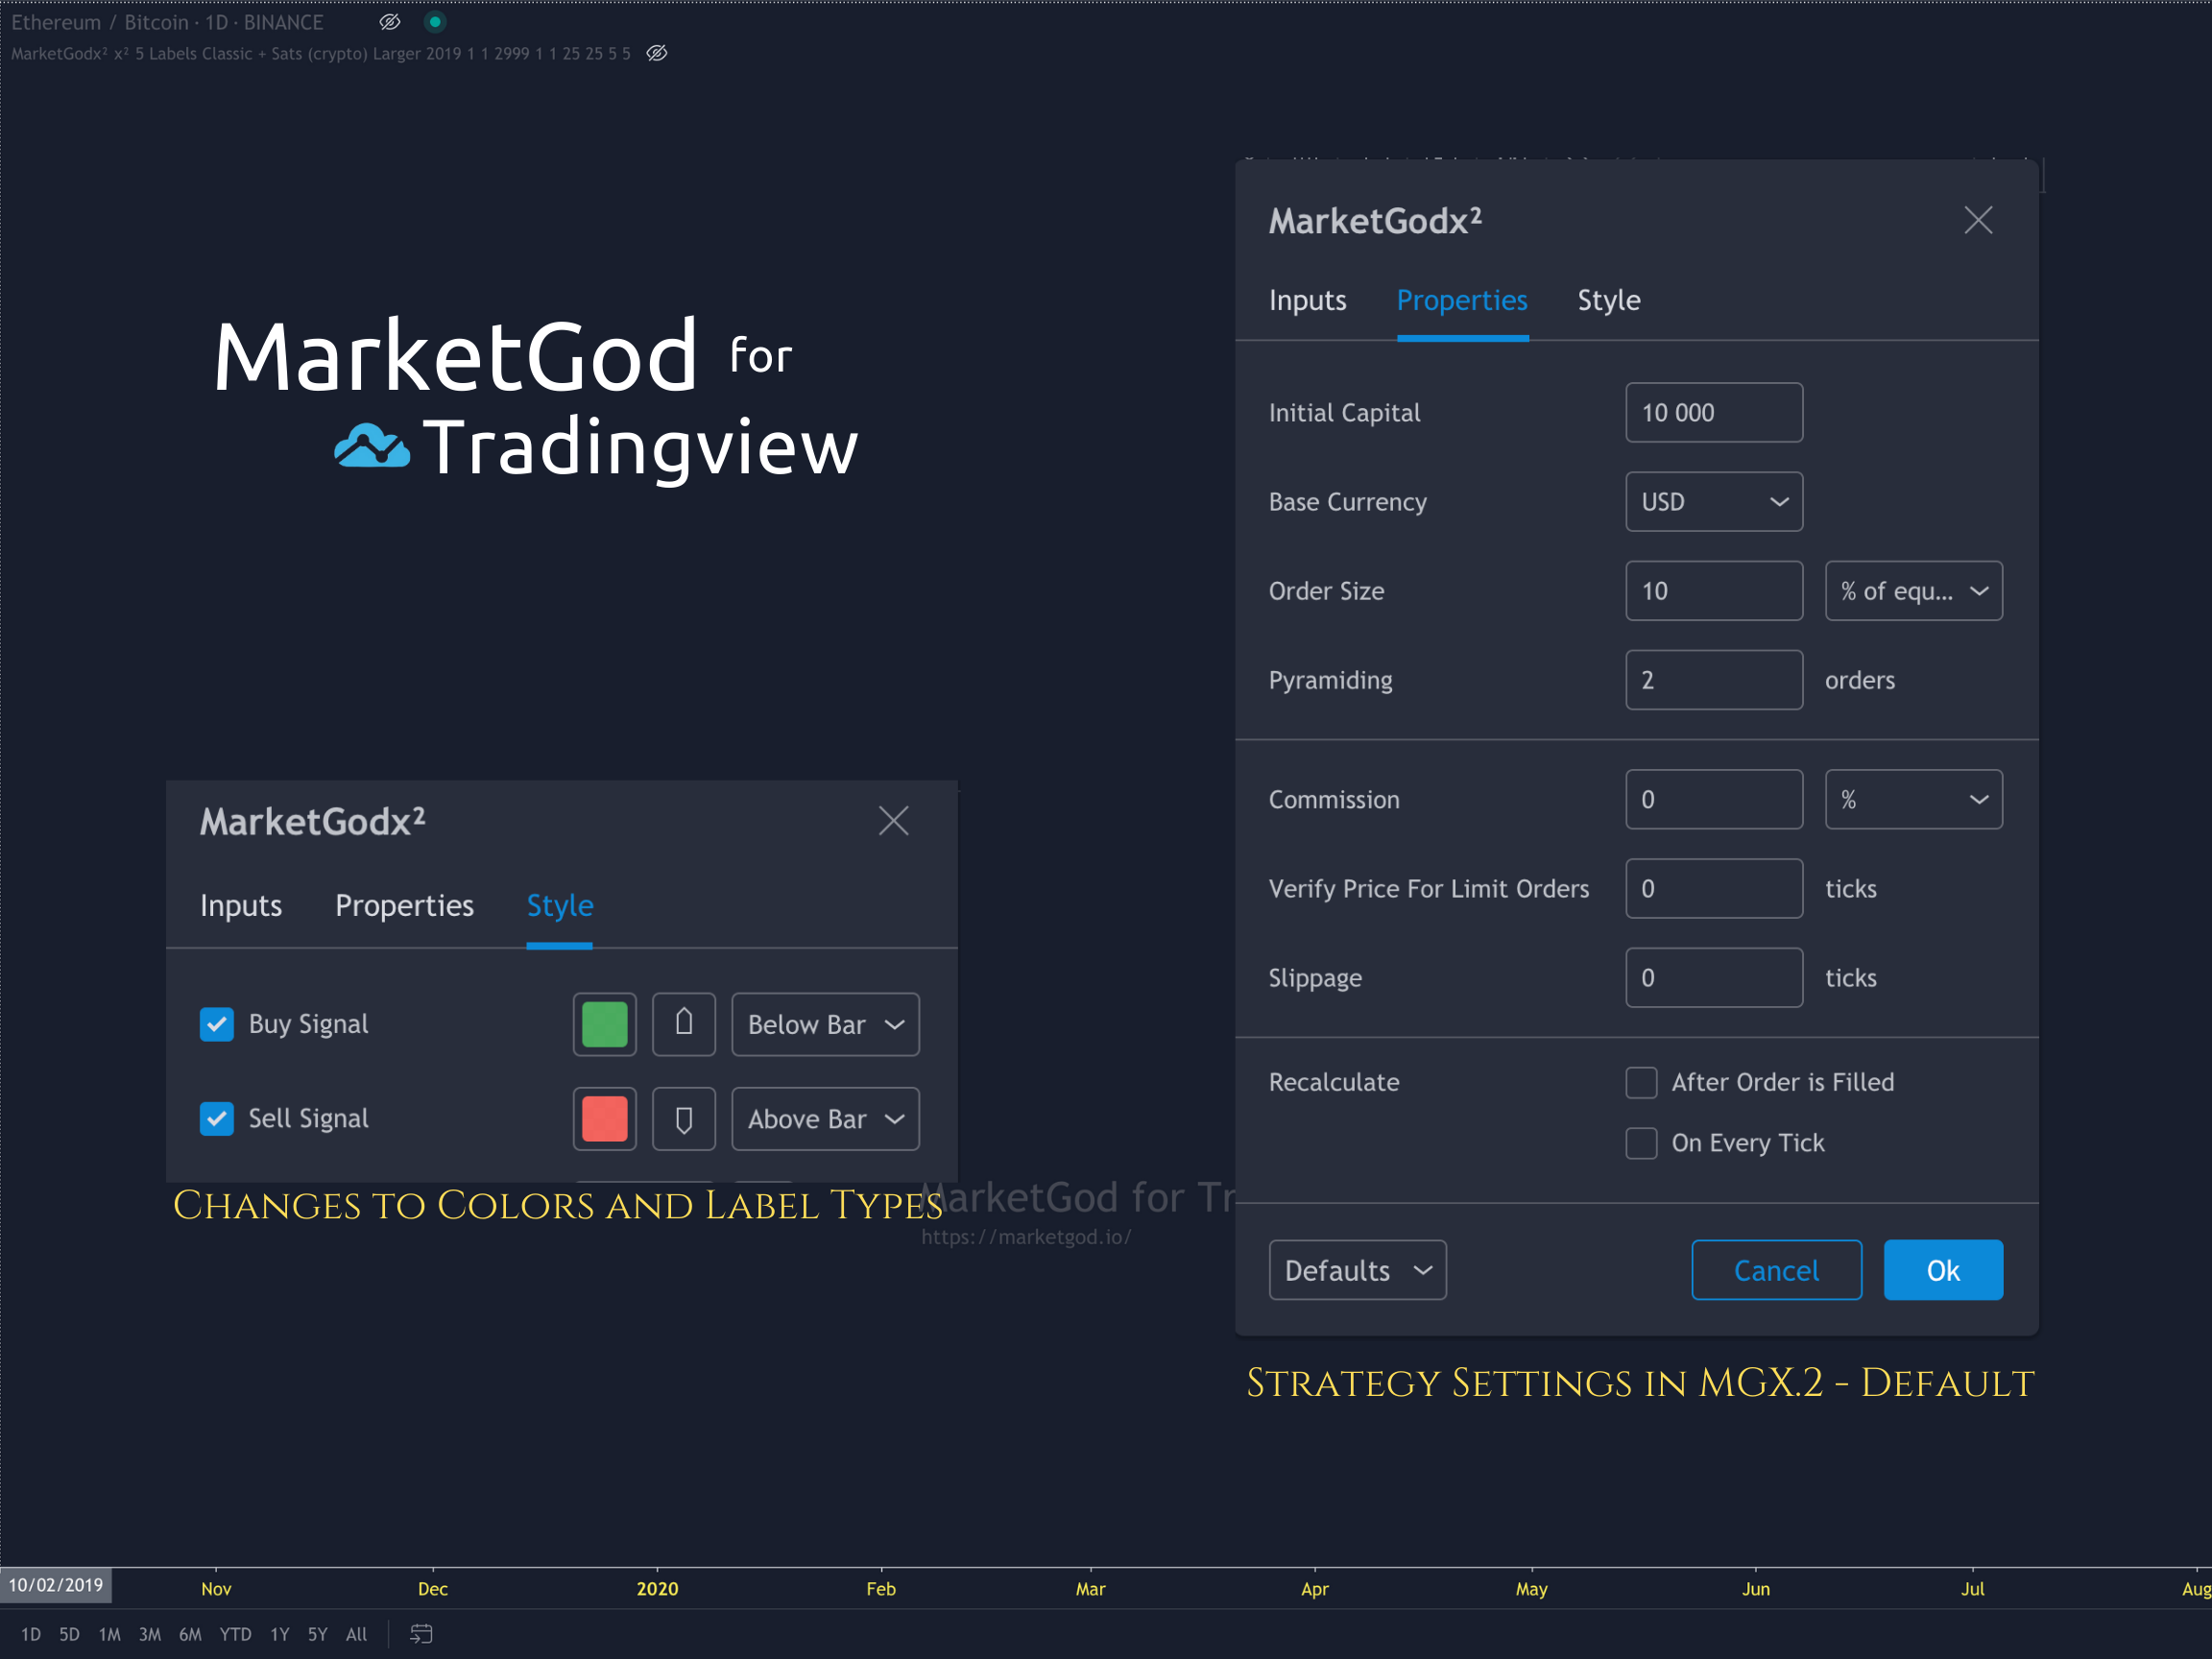 Ethereum / Bitcoin · 1D · BINANCE
MarketGodx² x² 5 Labels Classic + Sats (crypto) Larger 2019 1 1 2999 1 1 25 25 5 5
MarketGod for
Tradingview
MarketGodx²
Inputs Properties Style
Buy Signal Below Bar
Sell Signal Above Bar
Changes to Colors and Label Types
MarketGod for Tr
https://marketgod.io/
MarketGodx²
Inputs Properties Style
Initial Capital 10 000
Base Currency USD
Order Size 10 % of equ...
Pyramiding 2 orders
Commission 0 %
Verify Price For Limit Orders 0 ticks
Slippage 0 ticks
Recalculate After Order is Filled
On Every Tick
Defaults Cancel Ok
Strategy Settings in MGX.2 - Default
10/02/2019 Nov Dec 2020 Feb Mar Apr May Jun Jul Aug
1D 5D 1M 3M 6M YTD 1Y 5Y All